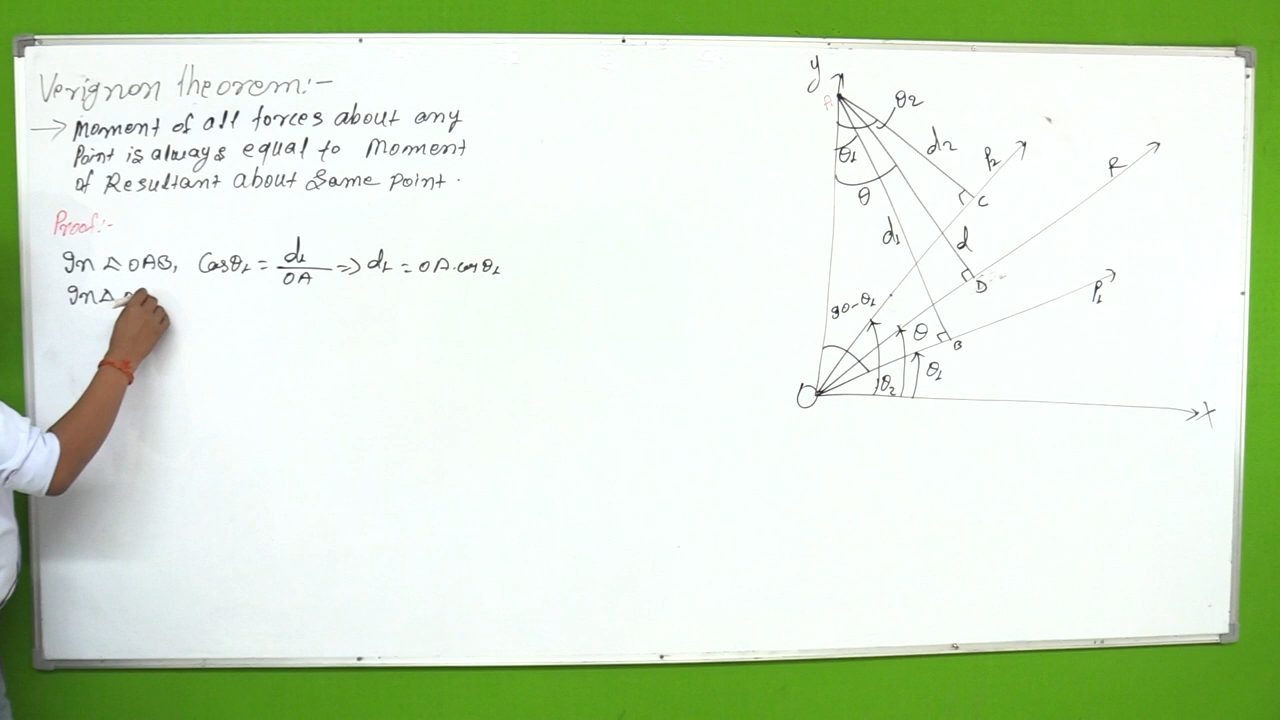 Verignon theorem:-
→ Moment of all forces about any
Point is always equal to Moment
of Resultant about Same Point.
Proof:-
In △ OAB, Cosθ₁ = d₁/OA => d₁ = OA.cosθ₁
In △
y
A
θ2
θ1
d2
P2
R
θ
C
d1
d
D
P1
90-θ1
θ
B
θ1
θ2
O
X